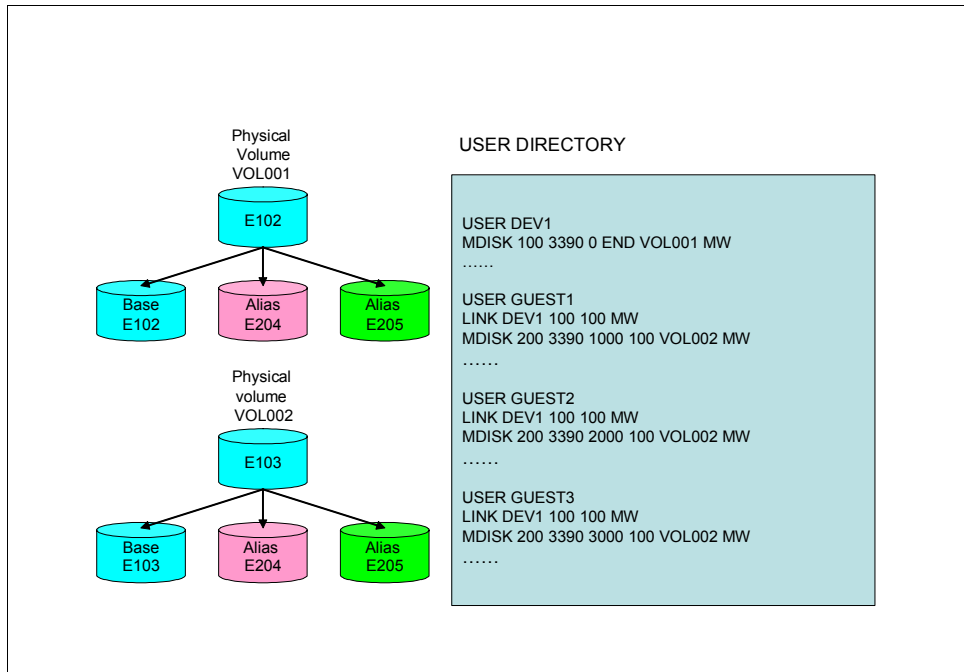 Physical
Volume
VOL001
E102
Base
E102
Alias
E204
Alias
E205
Physical
volume
VOL002
E103
Base
E103
Alias
E204
Alias
E205
USER DIRECTORY
USER DEV1
MDISK 100 3390 0 END VOL001 MW
……
USER GUEST1
LINK DEV1 100 100 MW
MDISK 200 3390 1000 100 VOL002 MW
……
USER GUEST2
LINK DEV1 100 100 MW
MDISK 200 3390 2000 100 VOL002 MW
……
USER GUEST3
LINK DEV1 100 100 MW
MDISK 200 3390 3000 100 VOL002 MW
……